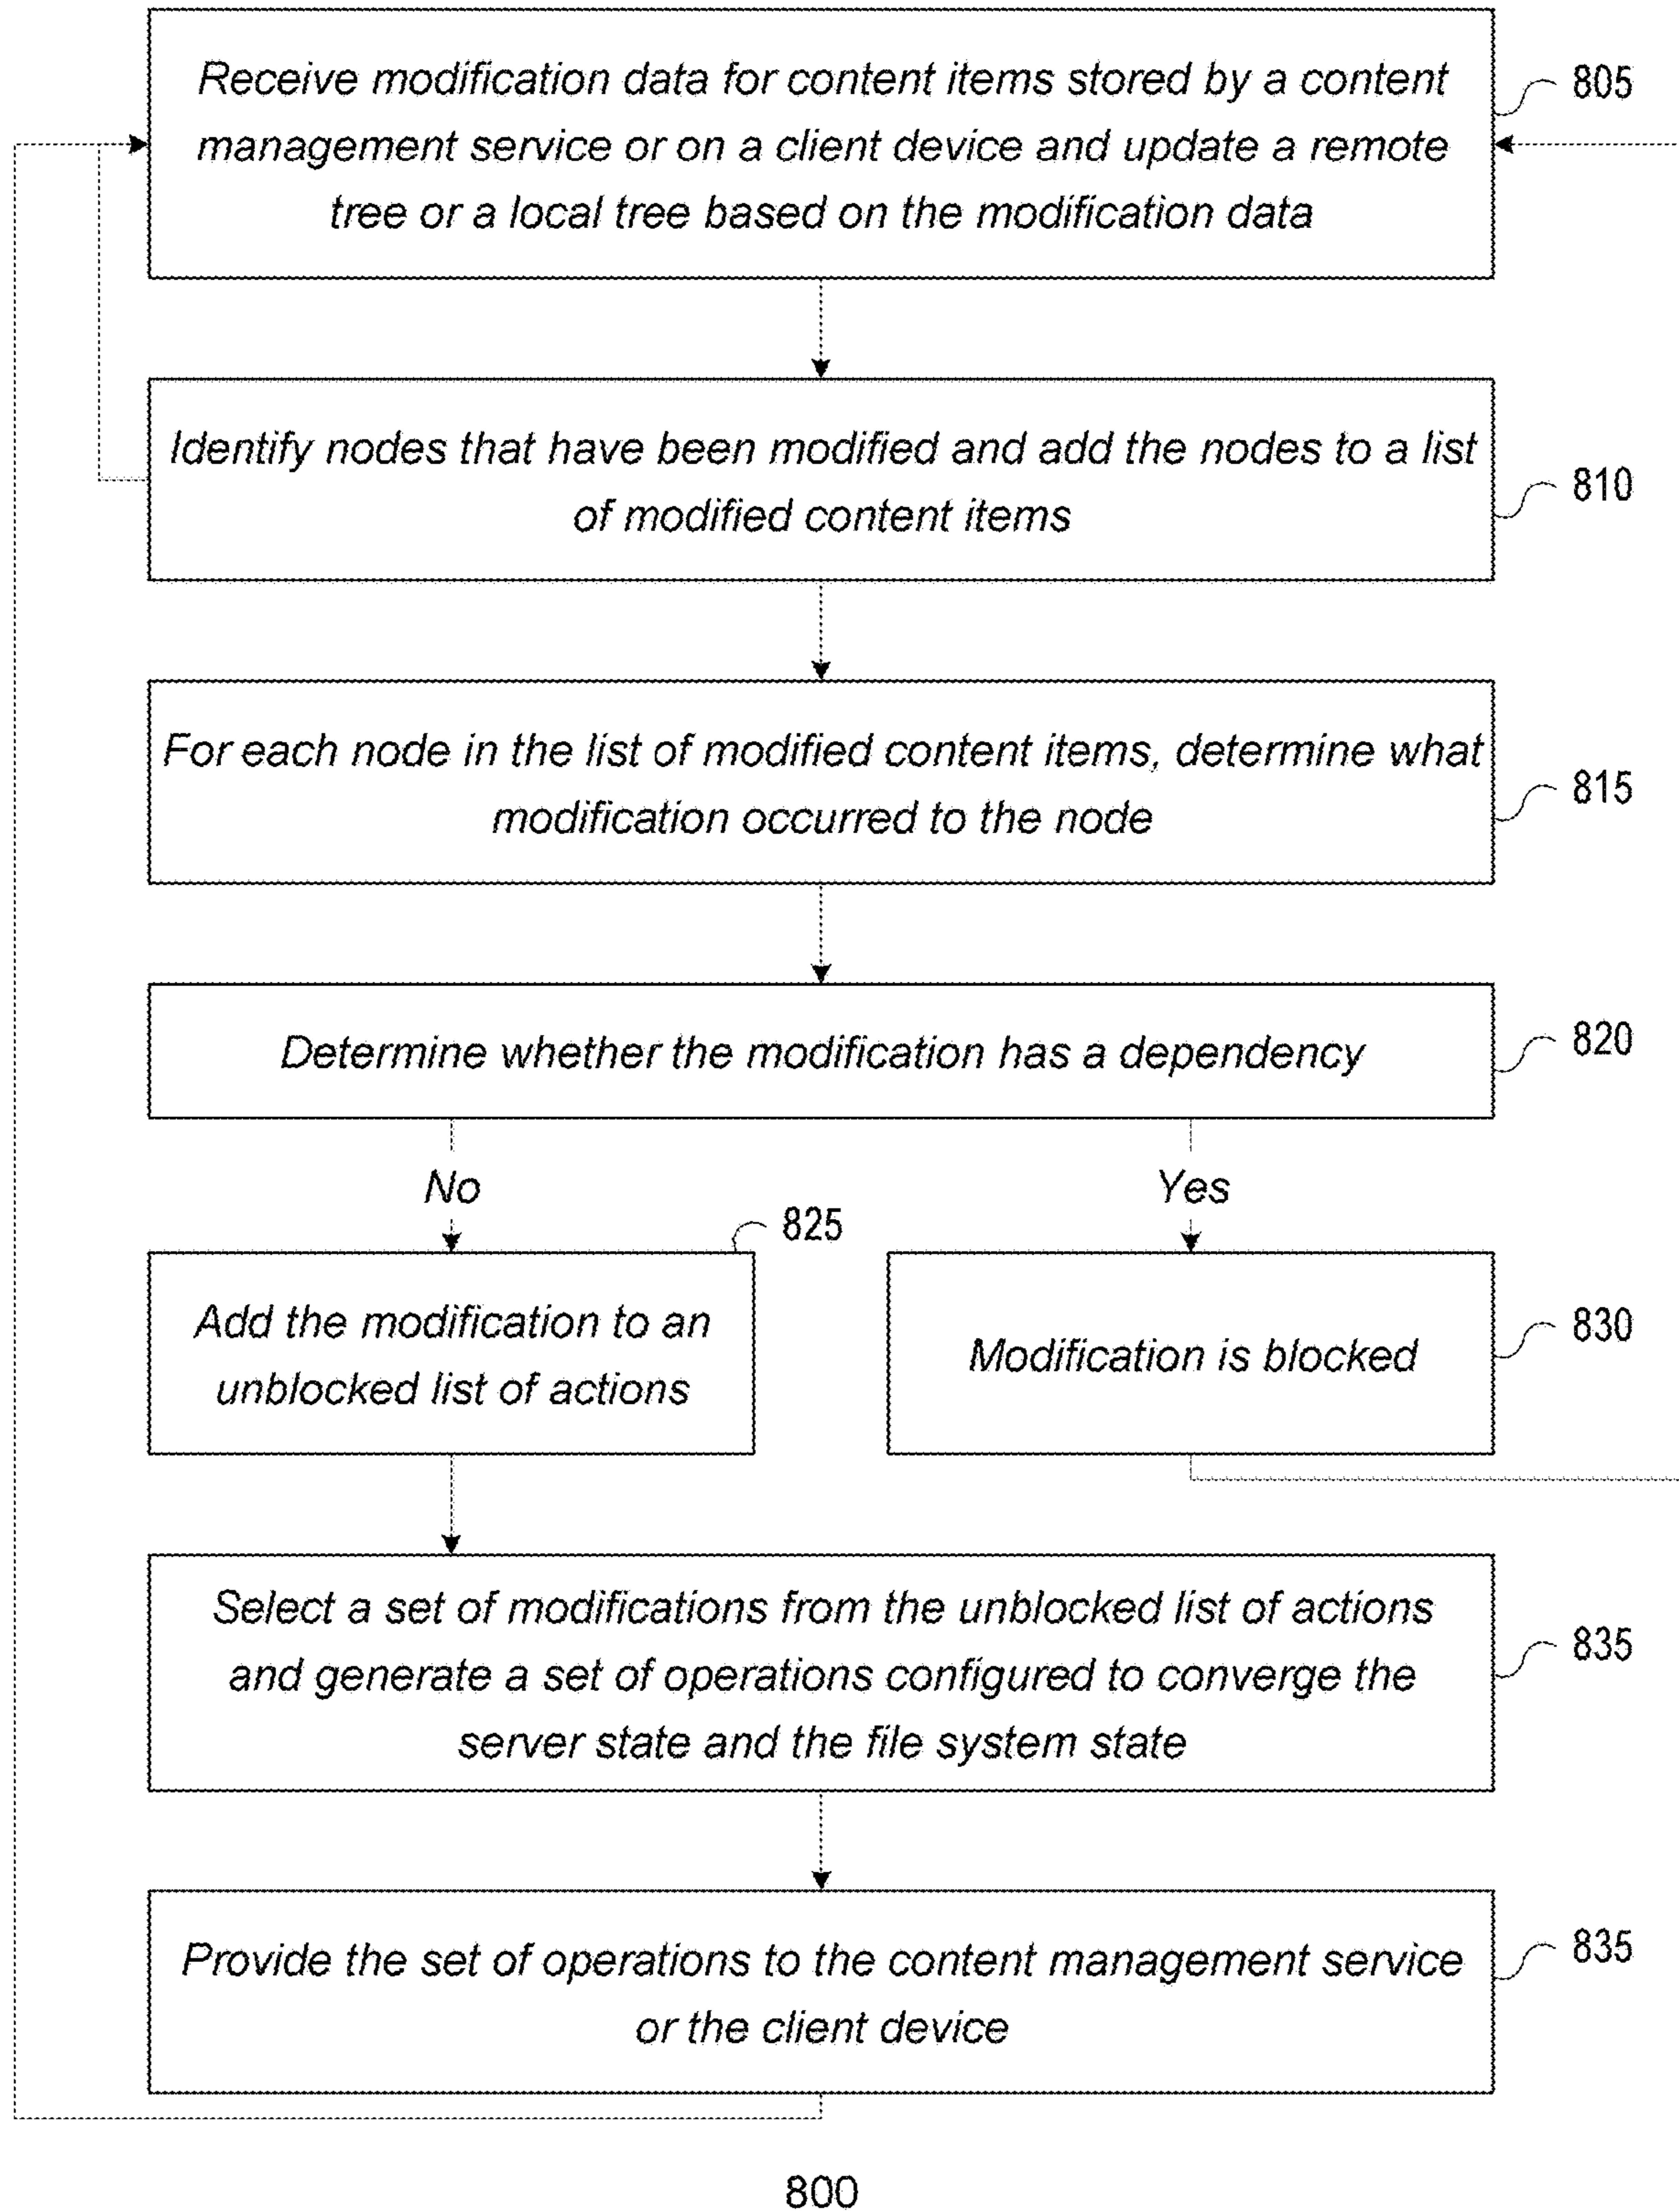 Receive modification data for content items stored by a content
management service or on a client device and update a remote
tree or a local tree based on the modification data
805
Identify nodes that have been modified and add the nodes to a list
of modified content items
810
For each node in the list of modified content items, determine what
modification occurred to the node
815
Determine whether the modification has a dependency
820
No
Yes
825
Add the modification to an
unblocked list of actions
Modification is blocked
830
Select a set of modifications from the unblocked list of actions
and generate a set of operations configured to converge the
server state and the file system state
835
Provide the set of operations to the content management service
or the client device
835
800